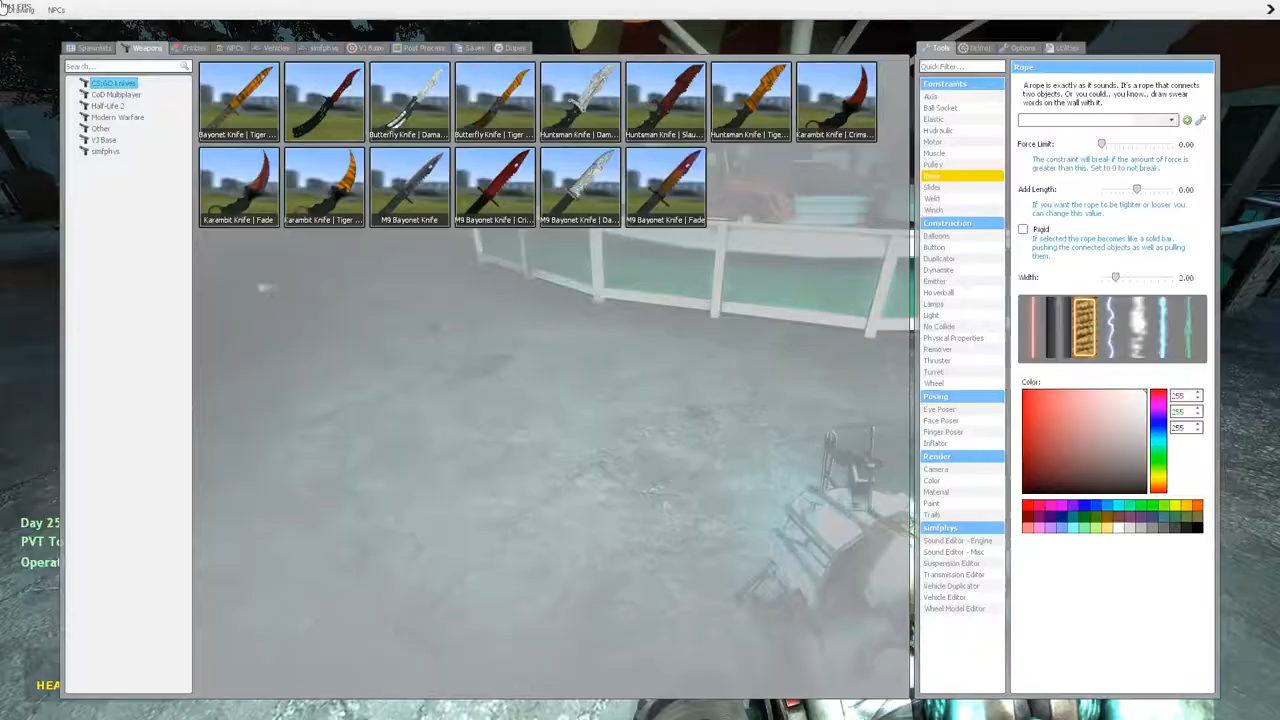 Drawing NPCs
Spawnlists Weapons Entities NPCs Vehicles simfphys VJ Base Post Process Saves Dupes
Search...
CS:GO Knives
CoD Multiplayer
Half-Life 2
Modern Warfare
Other
VJ Base
simfphys
Bayonet Knife | Tiger ...
Butterfly Knife | Dama...
Butterfly Knife | Tiger ...
Huntsman Knife | Dam...
Huntsman Knife | Slau...
Huntsman Knife | Tige...
Karambit Knife | Crims...
Karambit Knife | Fade
Karambit Knife | Tiger ...
M9 Bayonet Knife
M9 Bayonet Knife | Cri...
M9 Bayonet Knife | Da...
M9 Bayonet Knife | Fade
Day 25
PVT To
Operat
HEA
Tools Options Utilities
Quick Filter...
Constraints
Axis
Ball Socket
Elastic
Hydraulic
Motor
Muscle
Pulley
Rope
Slider
Weld
Winch
Construction
Balloons
Button
Duplicator
Dynamite
Emitter
Hoverball
Lamps
Light
No Collide
Physical Properties
Remover
Thruster
Turret
Wheel
Posing
Eye Poser
Face Poser
Finger Poser
Inflator
Render
Camera
Color
Material
Paint
Trails
simfphys
Sound Editor - Engine
Sound Editor - Misc
Suspension Editor
Transmission Editor
Vehicle Duplicator
Vehicle Editor
Wheel Model Editor
Rope
A rope is exactly as it sounds. It's a rope that connects
two objects. Or you could.. you know.. draw swear
words on the wall with it.
Force Limit: 0.00
The constraint will break if the amount of force is
greater than this. Set to 0 to not break.
Add Length: 0.00
If you want the rope to be tighter or looser you
can change this value.
Rigid
If selected the rope becomes like a solid bar,
pushing the connected objects as well as pulling
them.
Width: 2.00
Color:
255
255
255